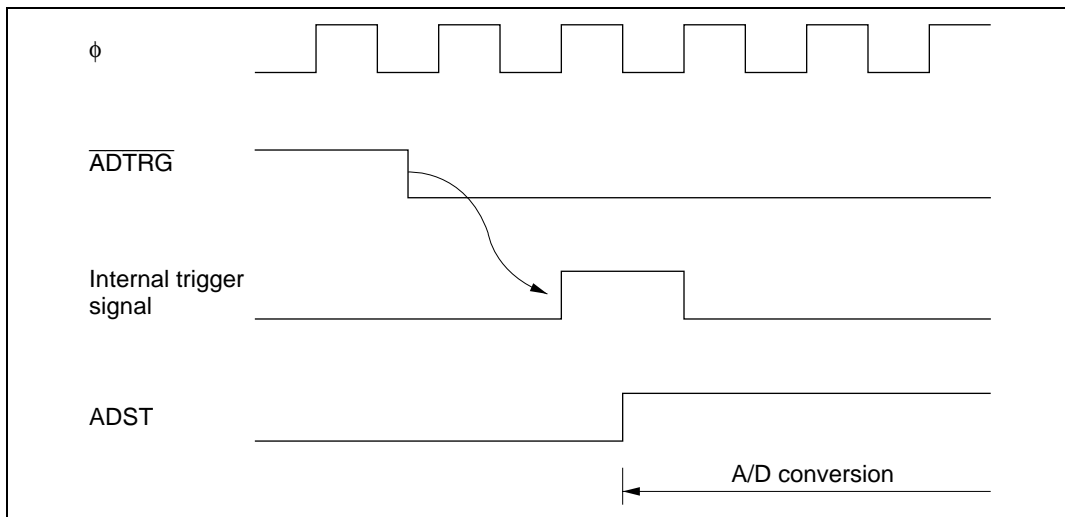 ϕ
ADTRG
Internal trigger
signal
ADST
A/D conversion